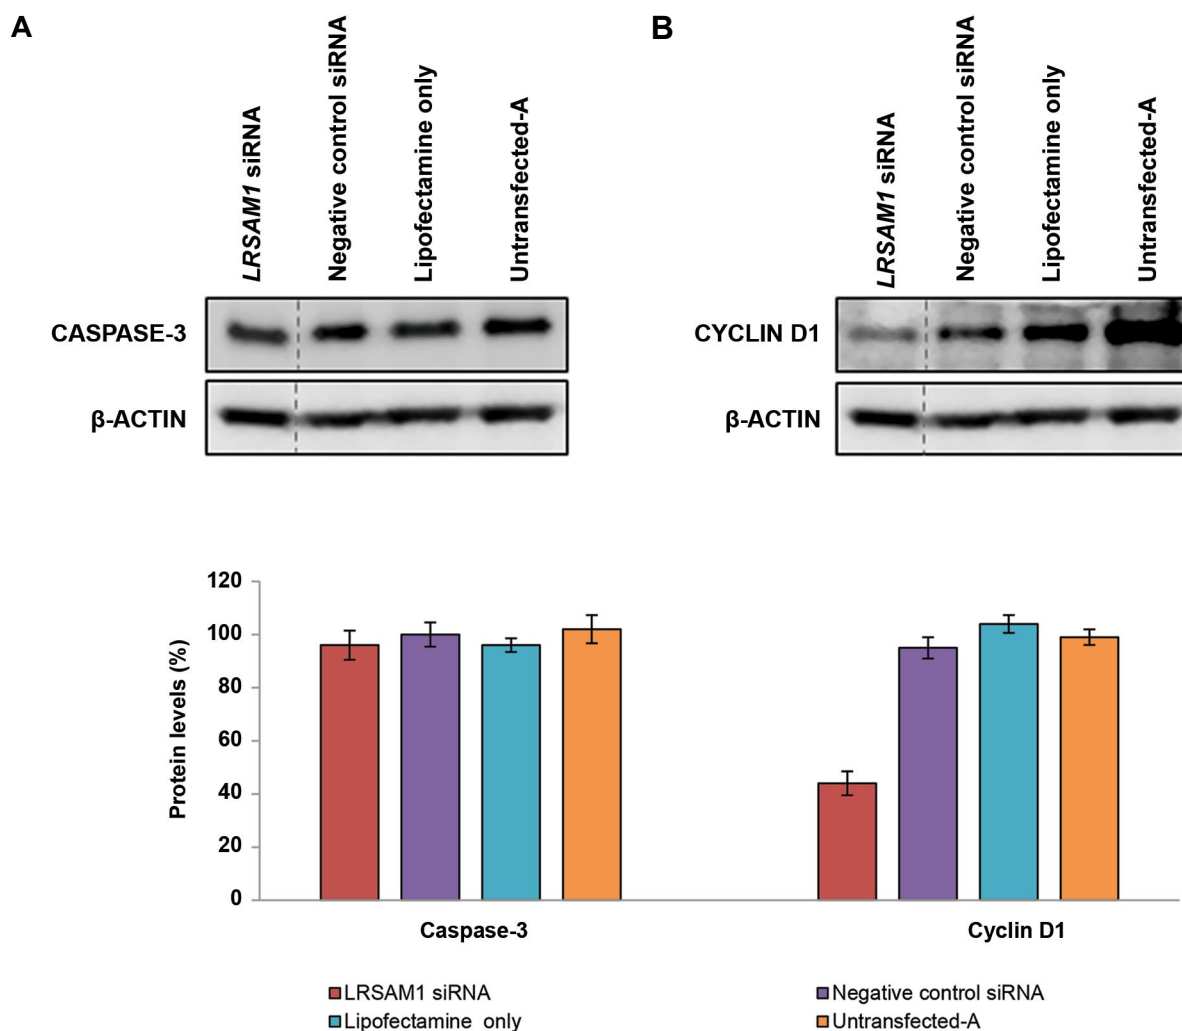 A
B
LRSAM1 siRNA
Negative control siRNA
Lipofectamine only
Untransfected-A
LRSAM1 siRNA
Negative control siRNA
Lipofectamine only
Untransfected-A
CASPASE-3
CYCLIN D1
β-ACTIN
β-ACTIN
Protein levels (%)
120
100
80
60
40
20
0
Caspase-3
Cyclin D1
LRSAM1 siRNA
Negative control siRNA
Lipofectamine only
Untransfected-A